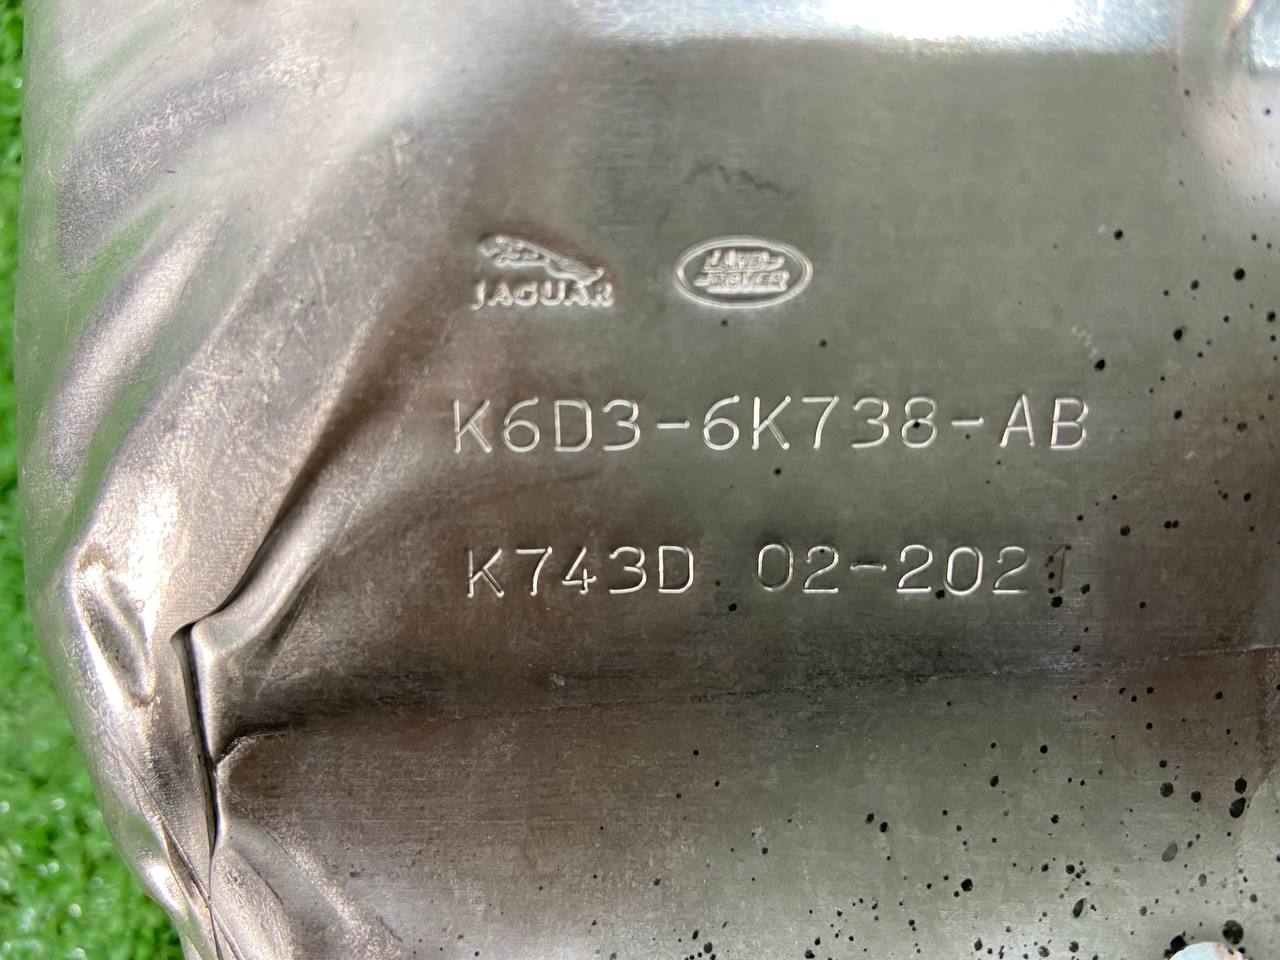 JAGUAR LAND ROVER
K6D3-6K738-AB
K743D 02-2021